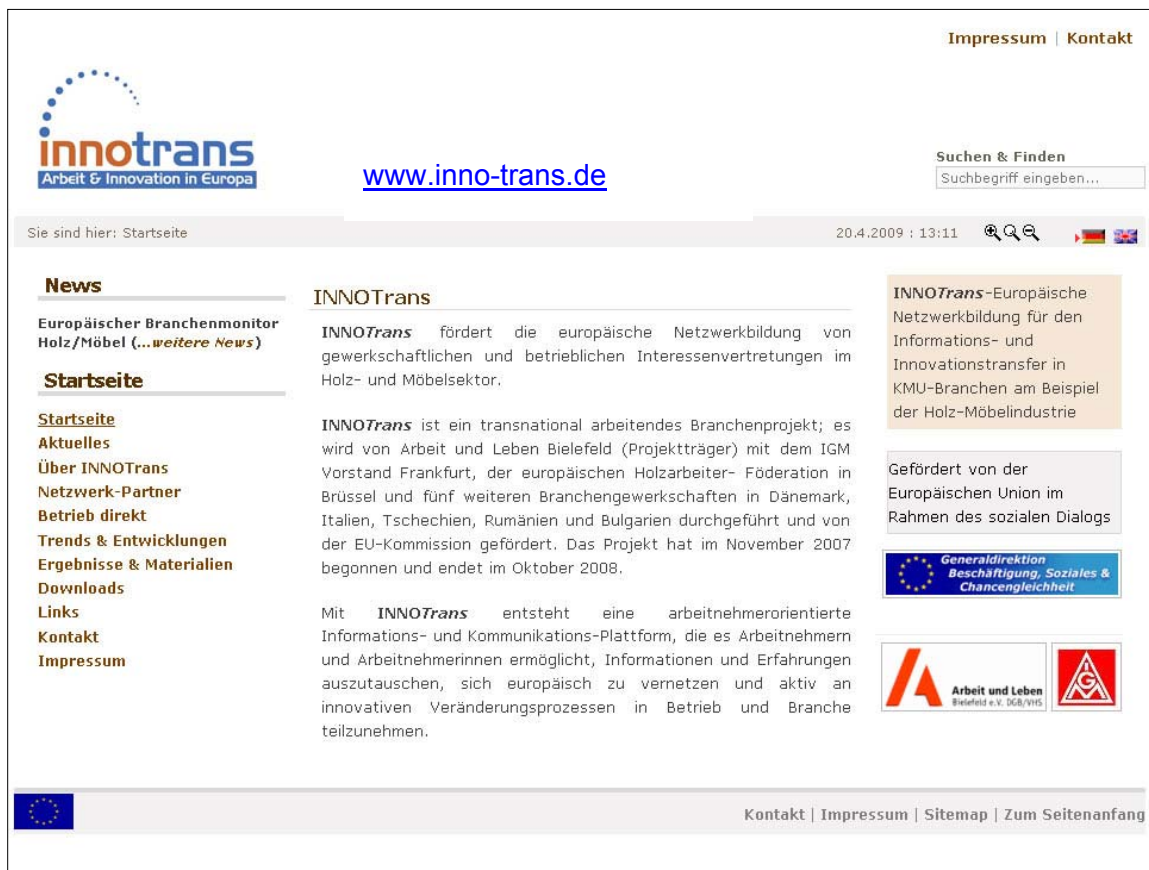 Impressum | Kontakt
innotrans
Arbeit & Innovation in Europa
www.inno-trans.de
Suchen & Finden
Suchbegriff eingeben...
Sie sind hier: Startseite
20.4.2009 : 13:11
News
Europäischer Branchenmonitor
Holz/Möbel (...weitere News)
Startseite
Startseite
Aktuelles
Über INNOTrans
Netzwerk-Partner
Betrieb direkt
Trends & Entwicklungen
Ergebnisse & Materialien
Downloads
Links
Kontakt
Impressum
INNOTrans
INNOTrans fördert die europäische Netzwerkbildung von
gewerkschaftlichen und betrieblichen Interessenvertretungen im
Holz- und Möbelsektor.
INNOTrans ist ein transnational arbeitendes Branchenprojekt; es
wird von Arbeit und Leben Bielefeld (Projektträger) mit dem IGM
Vorstand Frankfurt, der europäischen Holzarbeiter- Föderation in
Brüssel und fünf weiteren Branchengewerkschaften in Dänemark,
Italien, Tschechien, Rumänien und Bulgarien durchgeführt und von
der EU-Kommission gefördert. Das Projekt hat im November 2007
begonnen und endet im Oktober 2008.
Mit INNOTrans entsteht eine arbeitnehmerorientierte
Informations- und Kommunikations-Plattform, die es Arbeitnehmern
und Arbeitnehmerinnen ermöglicht, Informationen und Erfahrungen
auszutauschen, sich europäisch zu vernetzen und aktiv an
innovativen Veränderungsprozessen in Betrieb und Branche
teilzunehmen.
INNOTrans-Europäische
Netzwerkbildung für den
Informations- und
Innovationstransfer in
KMU-Branchen am Beispiel
der Holz-Möbelindustrie
Gefördert von der
Europäischen Union im
Rahmen des sozialen Dialogs
Generaldirektion
Beschäftigung, Soziales &
Chancengleichheit
Arbeit und Leben
Bielefeld e.V. DGB/VHS
IG M
Kontakt | Impressum | Sitemap | Zum Seitenanfang